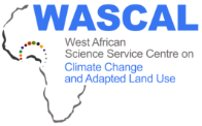 WASCAL
West African
Science Service Centre on
Climate Change
and Adapted Land Use